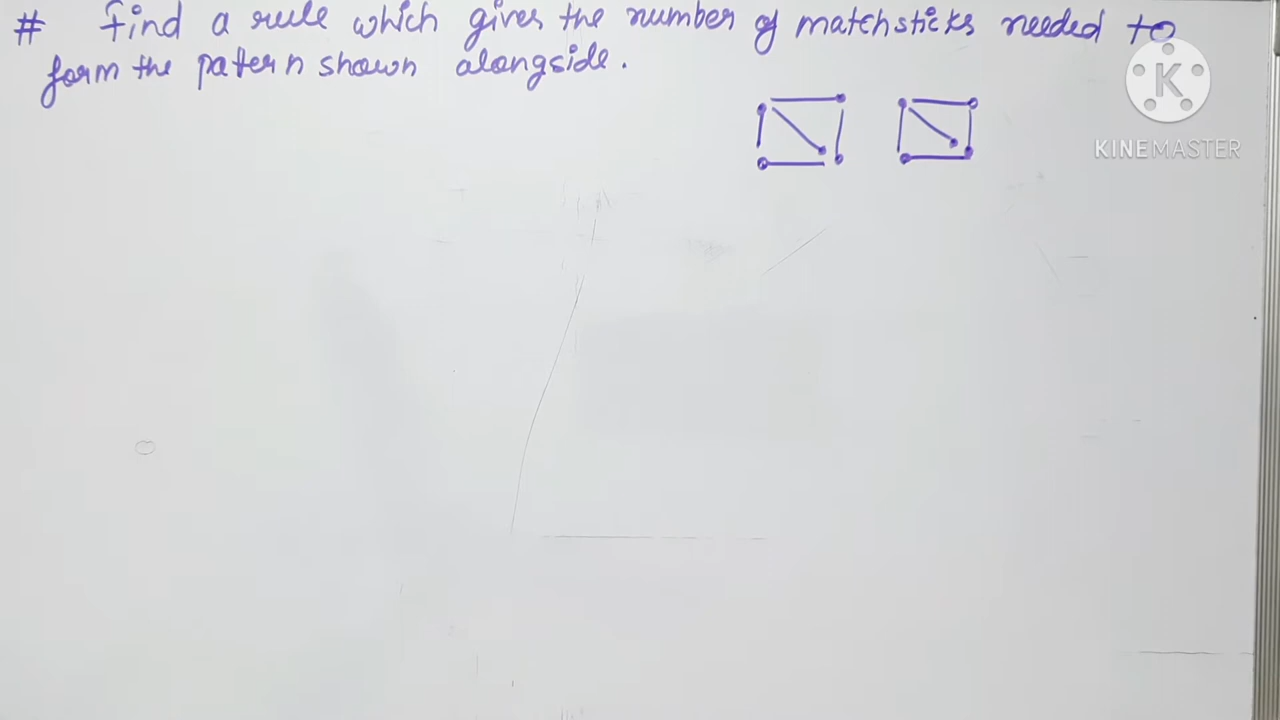 # Find a rule which gives the number of matchsticks needed to
form the patern shown alongside.
K
KINEMASTER